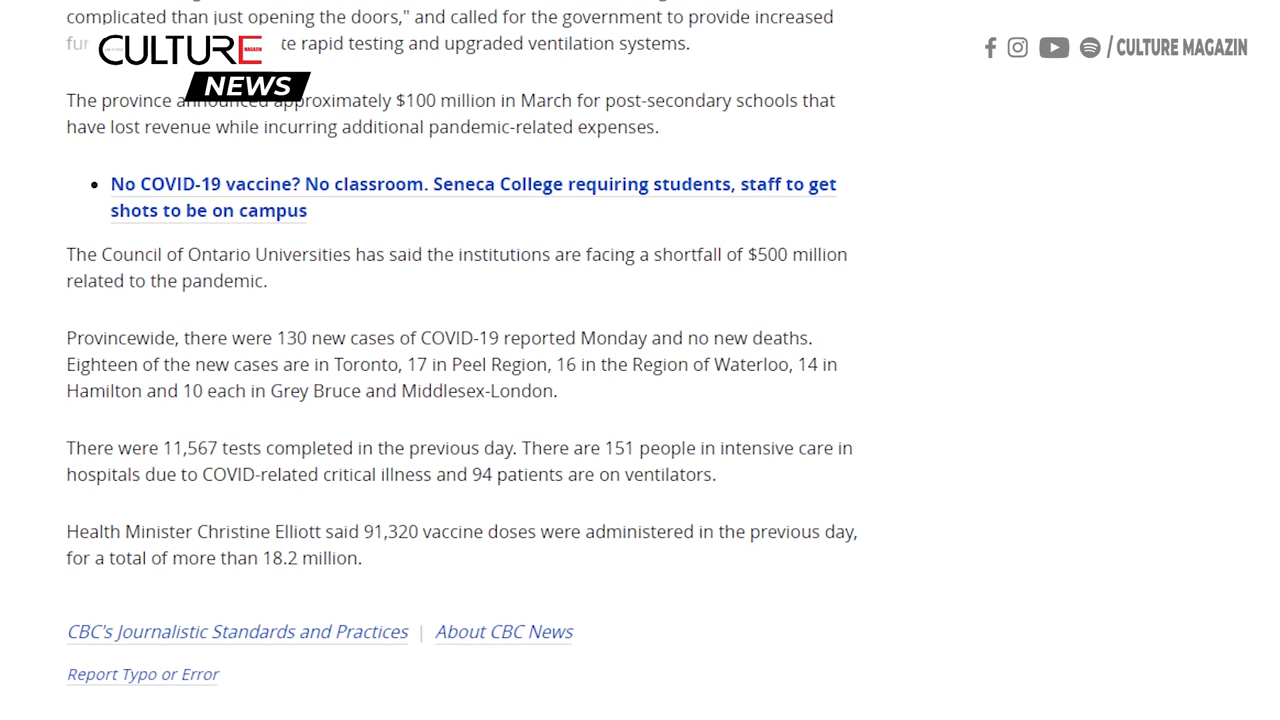 complicated than just opening the doors," and called for the government to provide increased
te rapid testing and upgraded ventilation systems.
CULTURE
MAGAZIN
NEWS
/ CULTURE MAGAZIN
The province announced approximately $100 million in March for post-secondary schools that
have lost revenue while incurring additional pandemic-related expenses.
No COVID-19 vaccine? No classroom. Seneca College requiring students, staff to get
shots to be on campus
The Council of Ontario Universities has said the institutions are facing a shortfall of $500 million
related to the pandemic.
Provincewide, there were 130 new cases of COVID-19 reported Monday and no new deaths.
Eighteen of the new cases are in Toronto, 17 in Peel Region, 16 in the Region of Waterloo, 14 in
Hamilton and 10 each in Grey Bruce and Middlesex-London.
There were 11,567 tests completed in the previous day. There are 151 people in intensive care in
hospitals due to COVID-related critical illness and 94 patients are on ventilators.
Health Minister Christine Elliott said 91,320 vaccine doses were administered in the previous day,
for a total of more than 18.2 million.
CBC's Journalistic Standards and Practices | About CBC News
Report Typo or Error